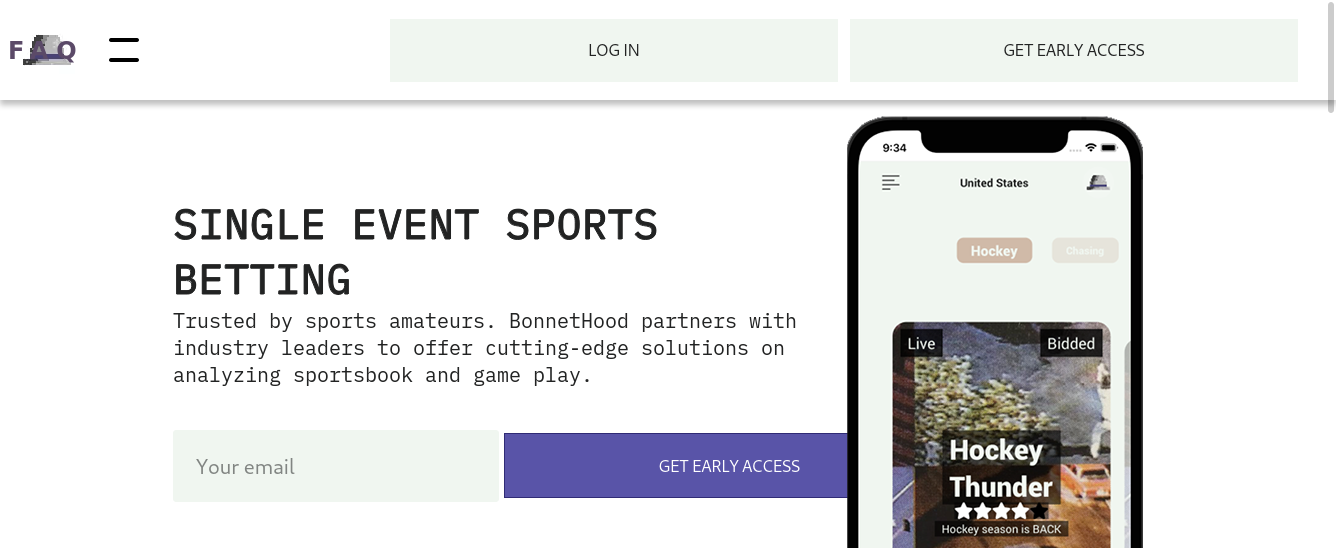 FAQ
LOG IN
GET EARLY ACCESS
SINGLE EVENT SPORTS
BETTING
Trusted by sports amateurs. BonnetHood partners with
industry leaders to offer cutting-edge solutions on
analyzing sportsbook and game play.
Your email
GET EARLY ACCESS
9:34
United States
Hockey
Chasing
Live
Bidded
Hockey
Thunder
Hockey season is BACK